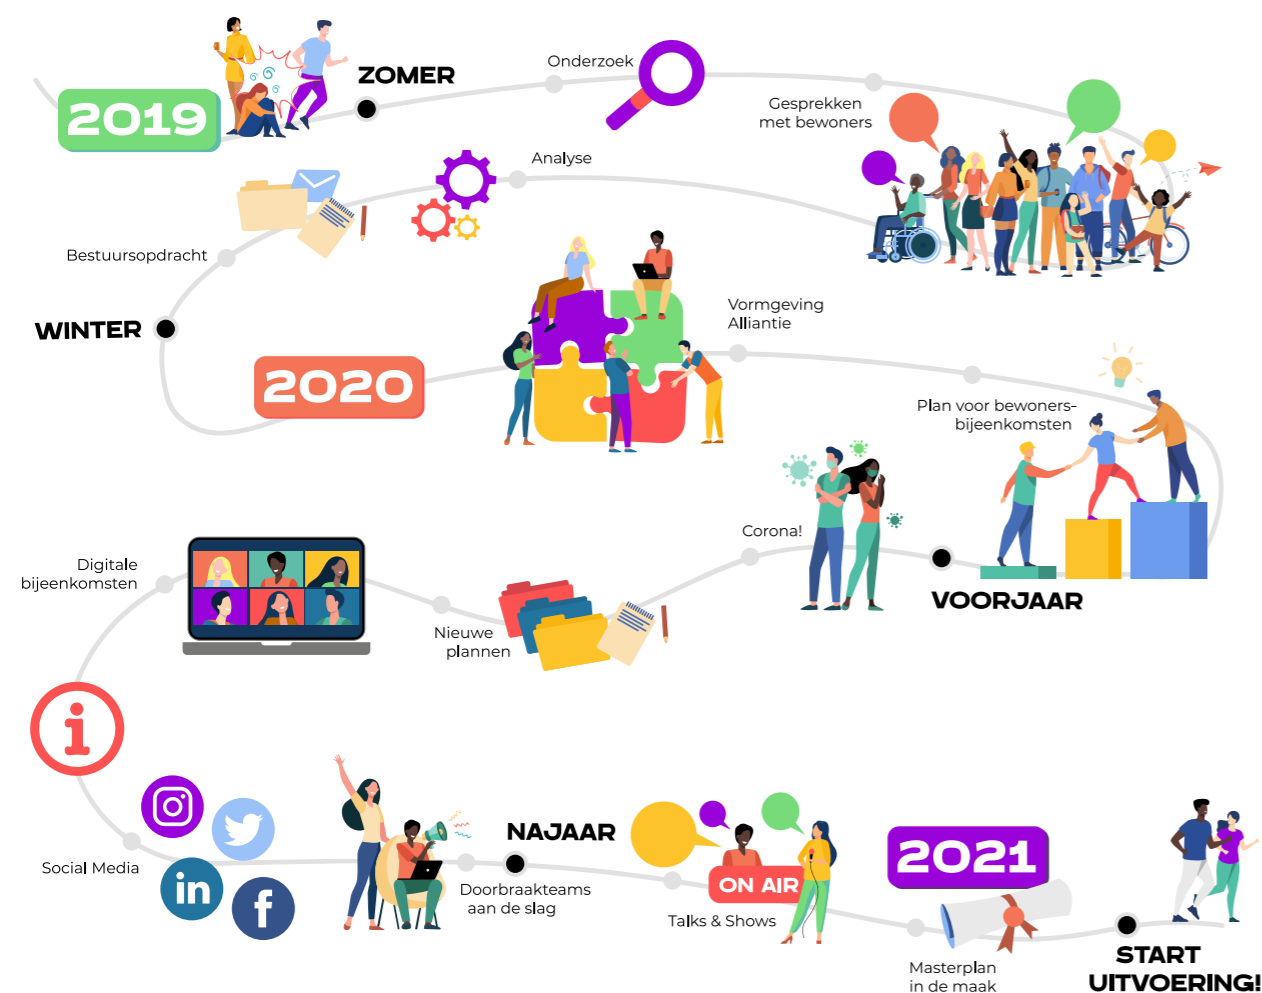 2019
ZOMER
Onderzoek
Gesprekken
met bewoners
Analyse
Bestuursopdracht
WINTER
2020
Vormgeving
Alliantie
Plan voor bewoners-
bijeenkomsten
VOORJAAR
Corona!
Nieuwe
plannen
Digitale
bijeenkomsten
i
Social Media
in
f
Doorbraakteams
aan de slag
NAJAAR
ON AIR
Talks & Shows
2021
Masterplan
in de maak
START
UITVOERING!